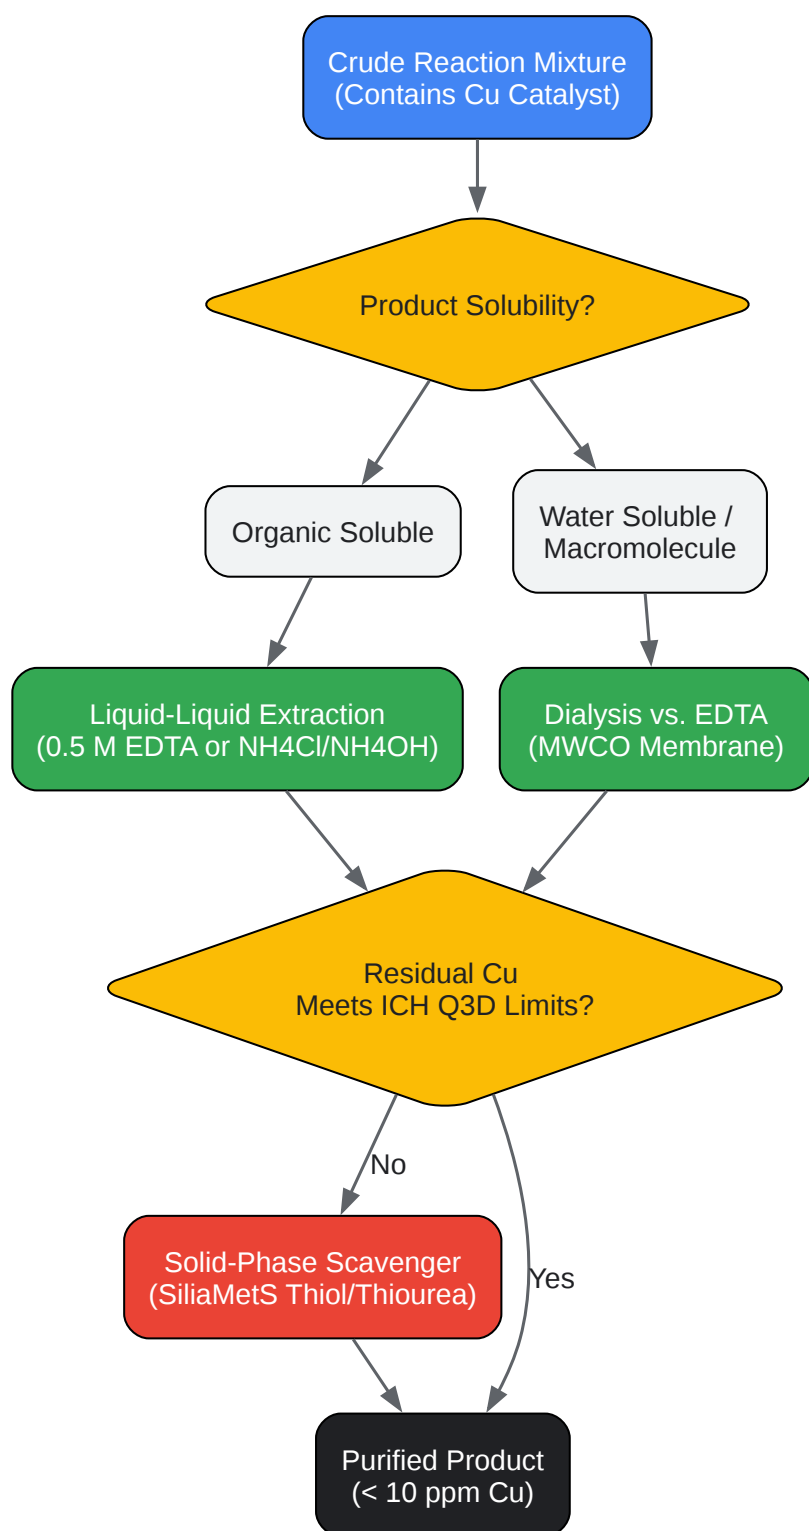 Crude Reaction Mixture
(Contains Cu Catalyst)
Product Solubility?
Organic Soluble
Water Soluble /
Macromolecule
Liquid-Liquid Extraction
(0.5 M EDTA or NH4Cl/NH4OH)
Dialysis vs. EDTA
(MWCO Membrane)
Residual Cu
Meets ICH Q3D Limits?
No
Solid-Phase Scavenger
(SiliaMetS Thiol/Thiourea)
Yes
Purified Product
(< 10 ppm Cu)